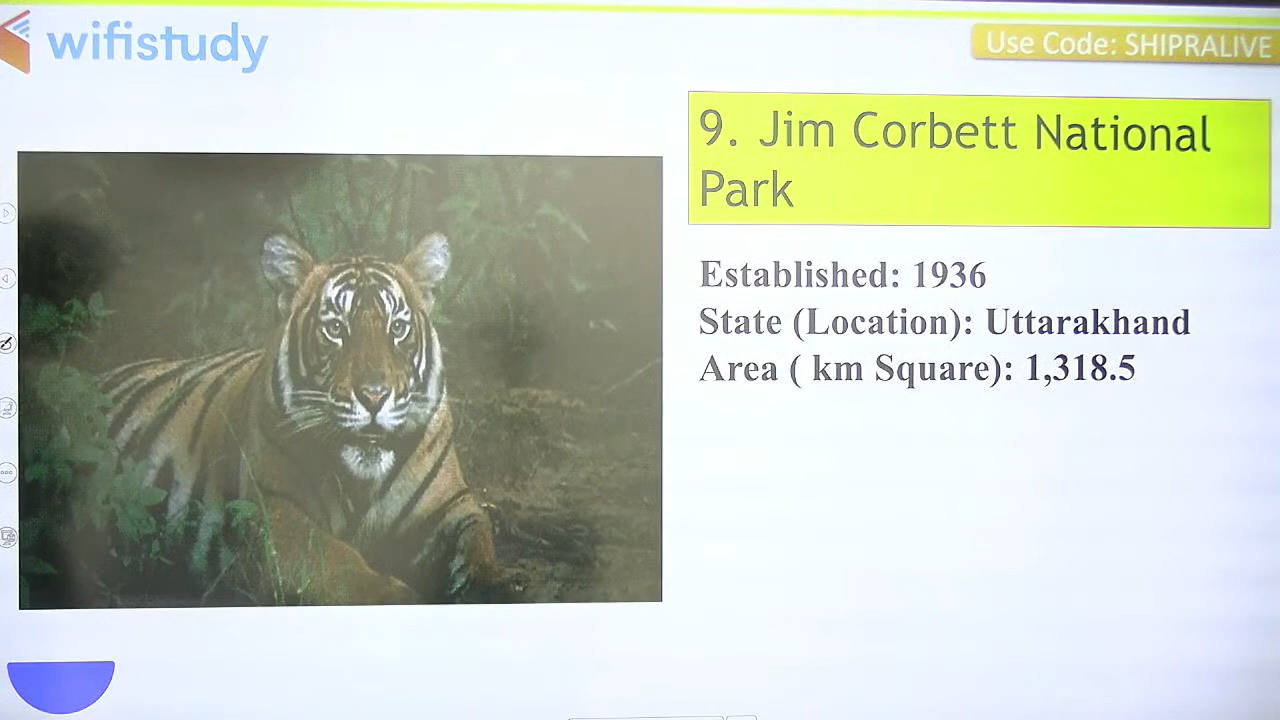 wifistudy
Use Code: SHIPRALIVE
9. Jim Corbett National
Park
Established: 1936
State (Location): Uttarakhand
Area ( km Square): 1,318.5